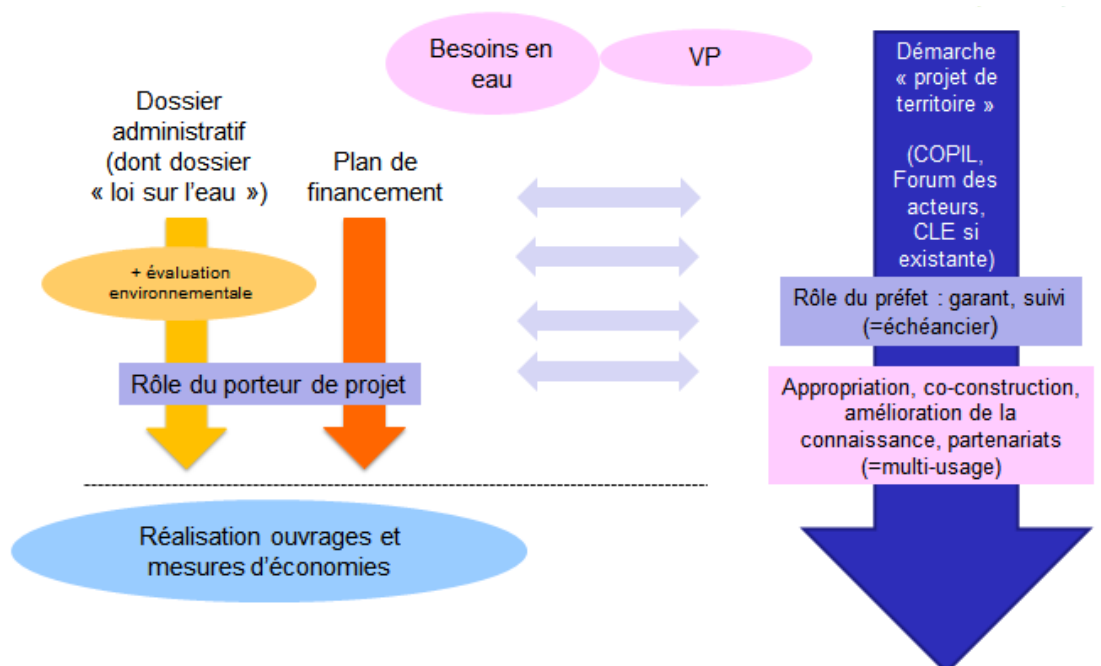 Besoins en
eau
VP
Démarche
« projet de
territoire »
(COPIL,
Forum des
acteurs,
CLE si
existante)
Dossier
administratif
(dont dossier
« loi sur l'eau »)
Plan de
financement
+ évaluation
environnementale
Rôle du préfet : garant, suivi
(=échéancier)
Rôle du porteur de projet
Appropriation, co-construction,
amélioration de la
connaissance, partenariats
(=multi-usage)
Réalisation ouvrages et
mesures d'économies